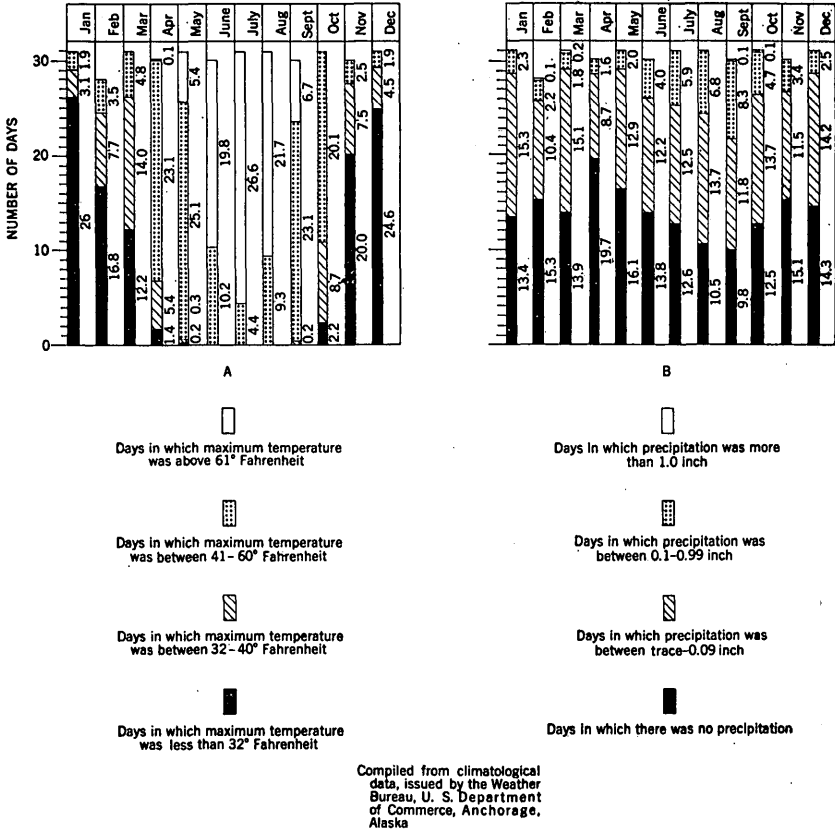 Jan
Feb
Mar
Apr
May
June
July
Aug
Sept
Oct
Nov
Dec
NUMBER OF DAYS
30
20
10
0
3.1 1.9
26
3.5
7.7
16.8
4.8
14.0
12.2
0.1
23.1
5.4
1.4
5.4
25.1
0.3
0.2
19.8
10.2
26.6
4.4
21.7
9.3
6.7
23.1
0.2
20.1
8.7
2.2
2.5
7.5
20.0
1.9
4.5
24.6
A
Jan
Feb
Mar
Apr
May
June
July
Aug
Sept
Oct
Nov
Dec
2.3
15.3
13.4
0.1
2.2
10.4
15.3
0.2
1.8
15.1
13.9
1.6
8.7
19.7
2.0
12.9
16.1
4.0
12.2
13.8
5.9
12.5
12.6
6.8
13.7
10.5
0.1
8.3
11.8
9.8
0.1
4.7
13.7
12.5
3.4
11.5
15.1
2.5
14.2
14.3
B
Days in which maximum temperature
was above 61° Fahrenheit
Days in which maximum temperature
was between 41-60° Fahrenheit
Days in which maximum temperature
was between 32-40° Fahrenheit
Days in which maximum temperature
was less than 32° Fahrenheit
Days in which precipitation was more
than 1.0 inch
Days in which precipitation was
between 0.1-0.99 inch
Days in which precipitation was
between trace-0.09 inch
Days in which there was no precipitation
Compiled from climatological
data, issued by the Weather
Bureau, U. S. Department
of Commerce, Anchorage,
Alaska